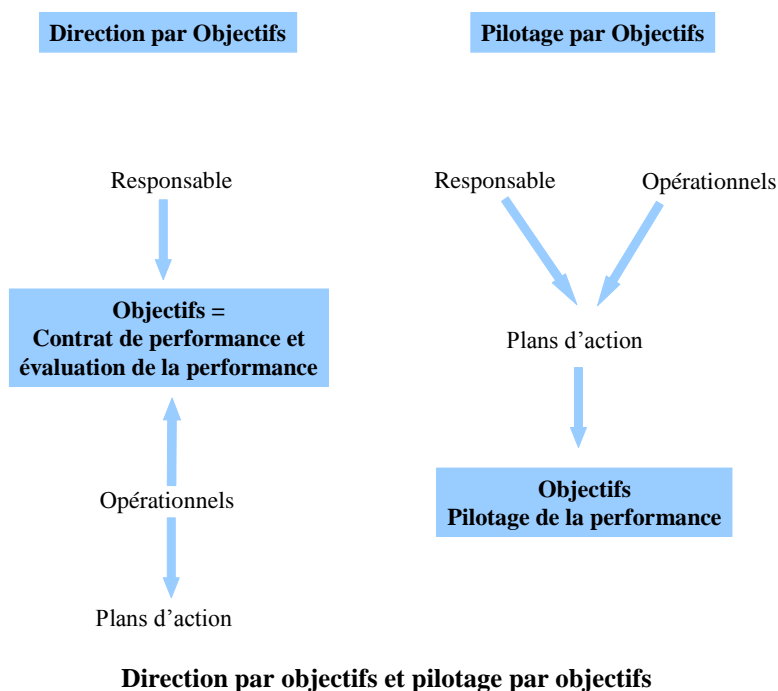 Direction par Objectifs
Pilotage par Objectifs
Responsable
Responsable
Opérationnels
Objectifs =
Contrat de performance et
évaluation de la performance
Plans d'action
Opérationnels
Objectifs
Pilotage de la performance
Plans d'action
Direction par objectifs et pilotage par objectifs